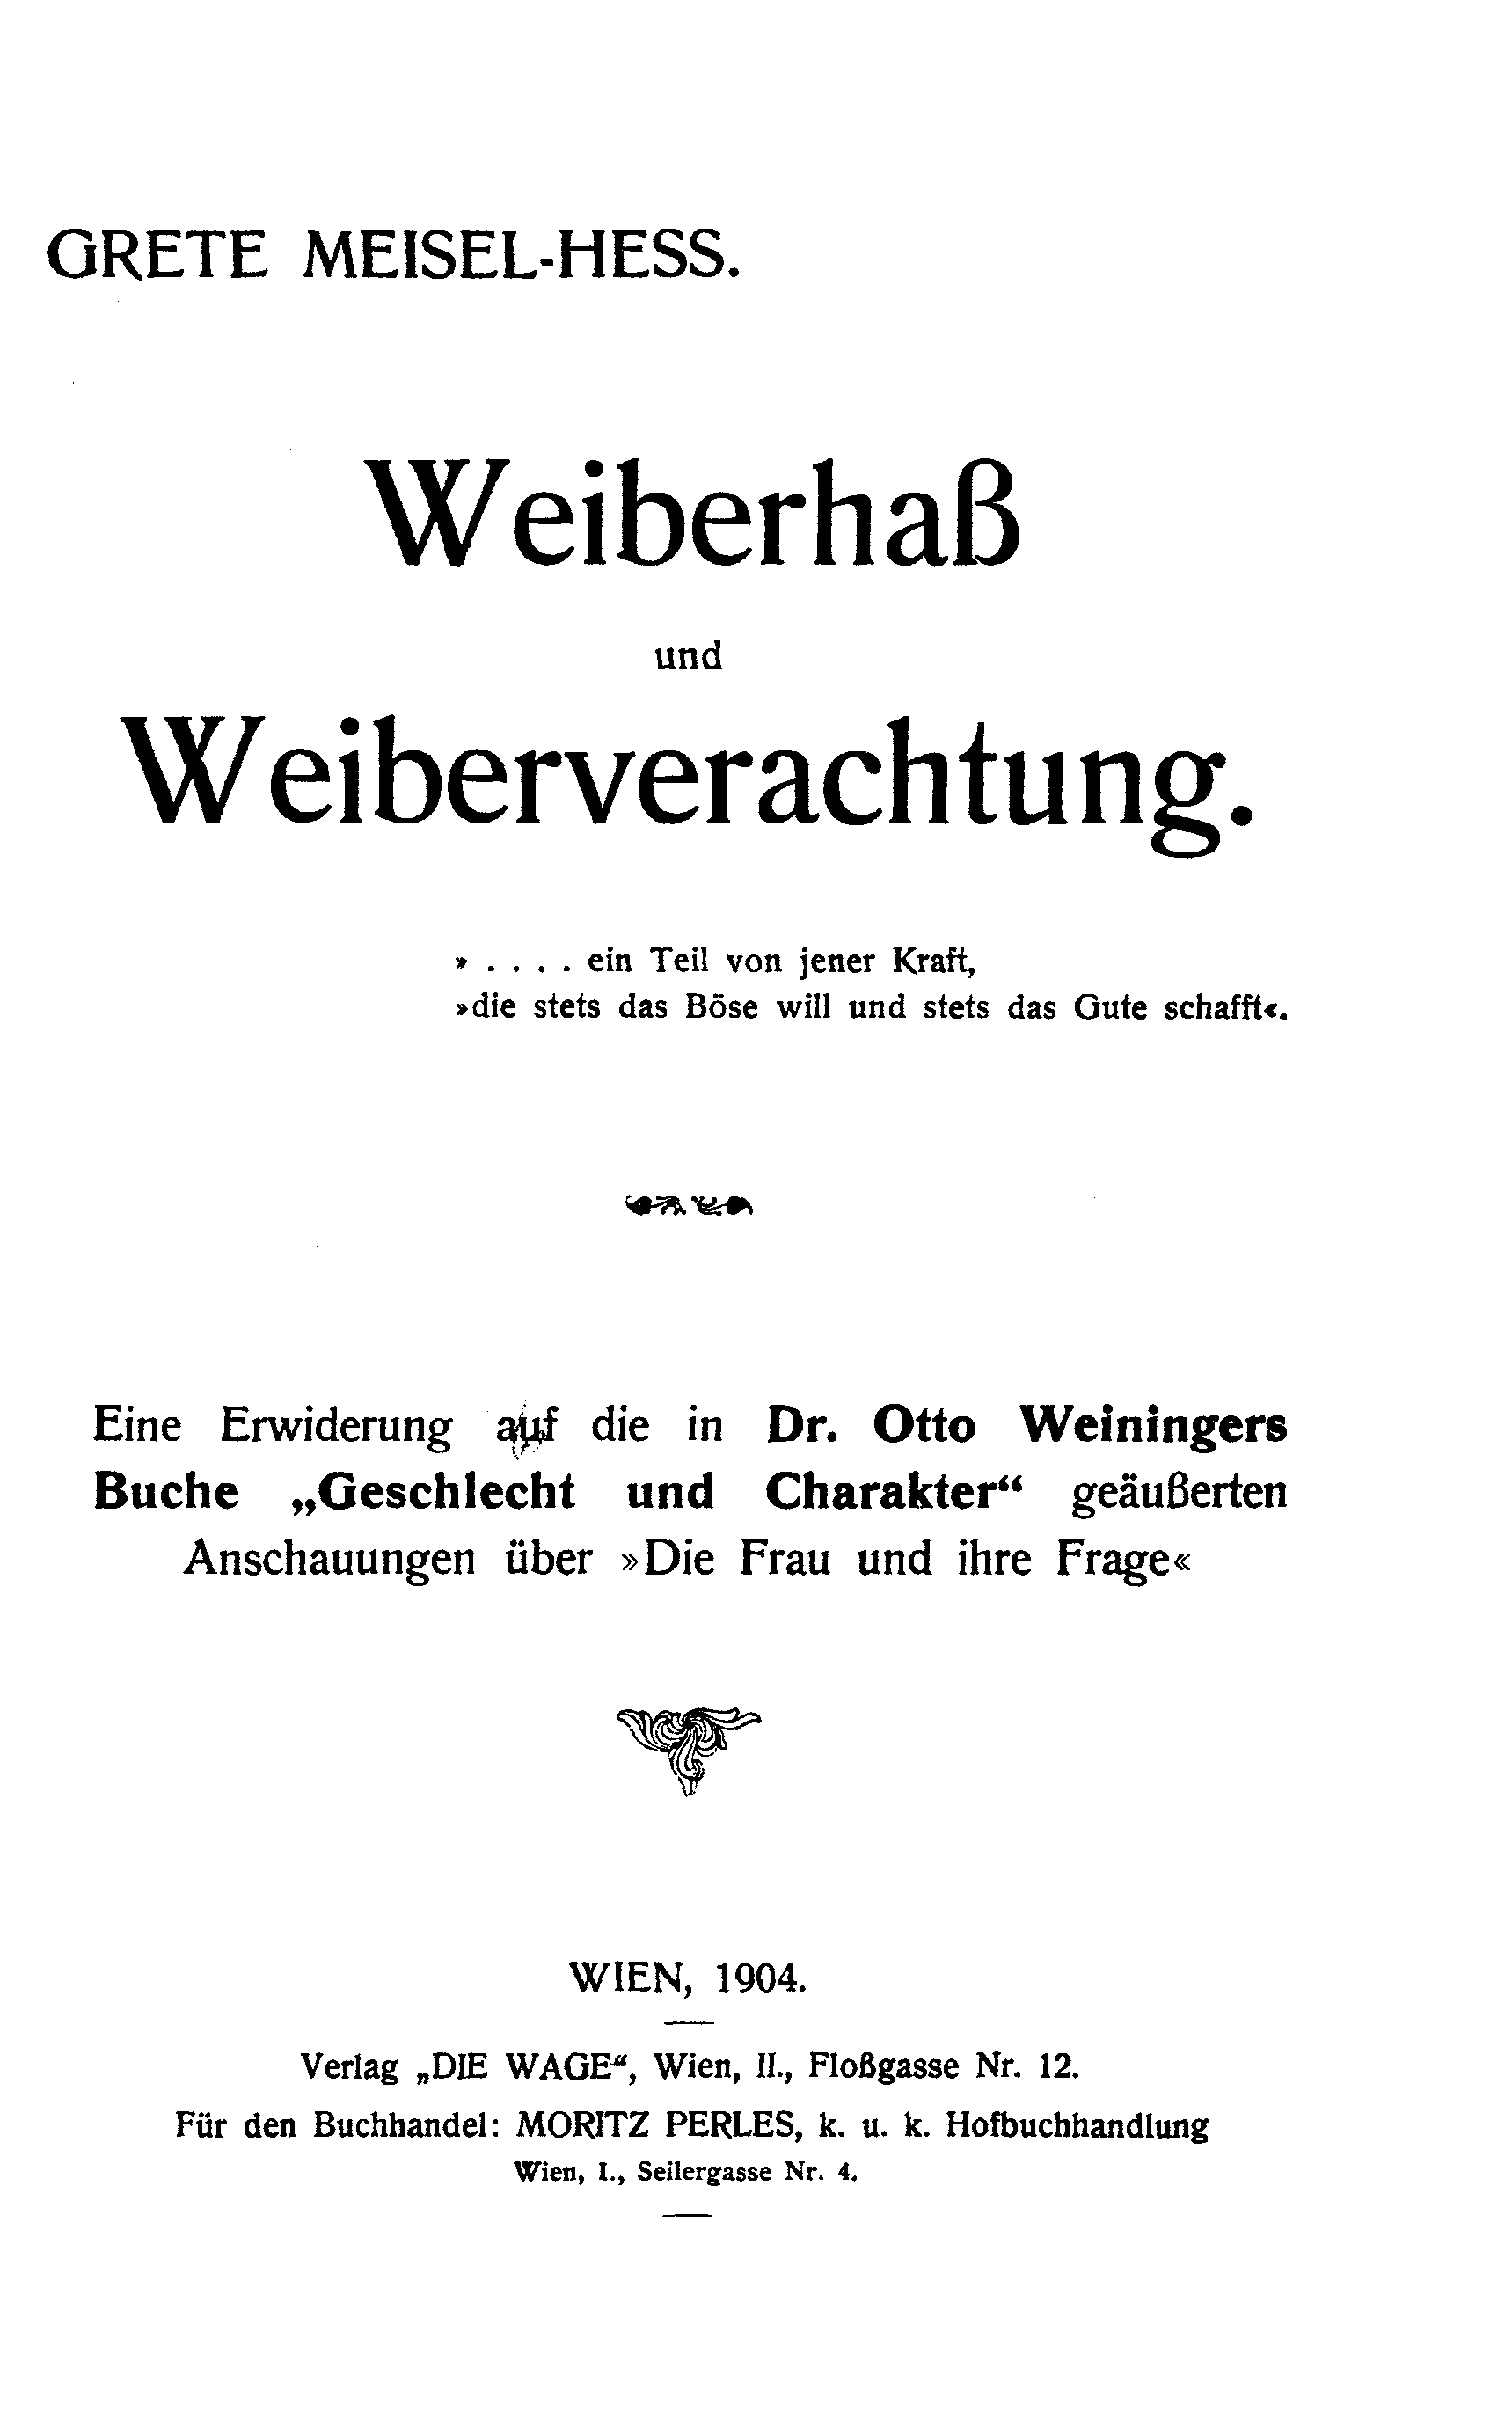 GRETE MEISEL-HESS.
Weiberhaß
und
Weiberverachtung.
» . . . . ein Teil von jener Kraft,
»die stets das Böse will und stets das Gute schafft«.
Eine Erwiderung auf die in Dr. Otto Weiningers
Buche „Geschlecht und Charakter“ geäußerten
Anschauungen über »Die Frau und ihre Frage«
WIEN, 1904.
Verlag „DIE WAGE“, Wien, II., Floßgasse Nr. 12.
Für den Buchhandel: MORITZ PERLES, k. u. k. Hofbuchhandlung
Wien, I., Seilergasse Nr. 4.